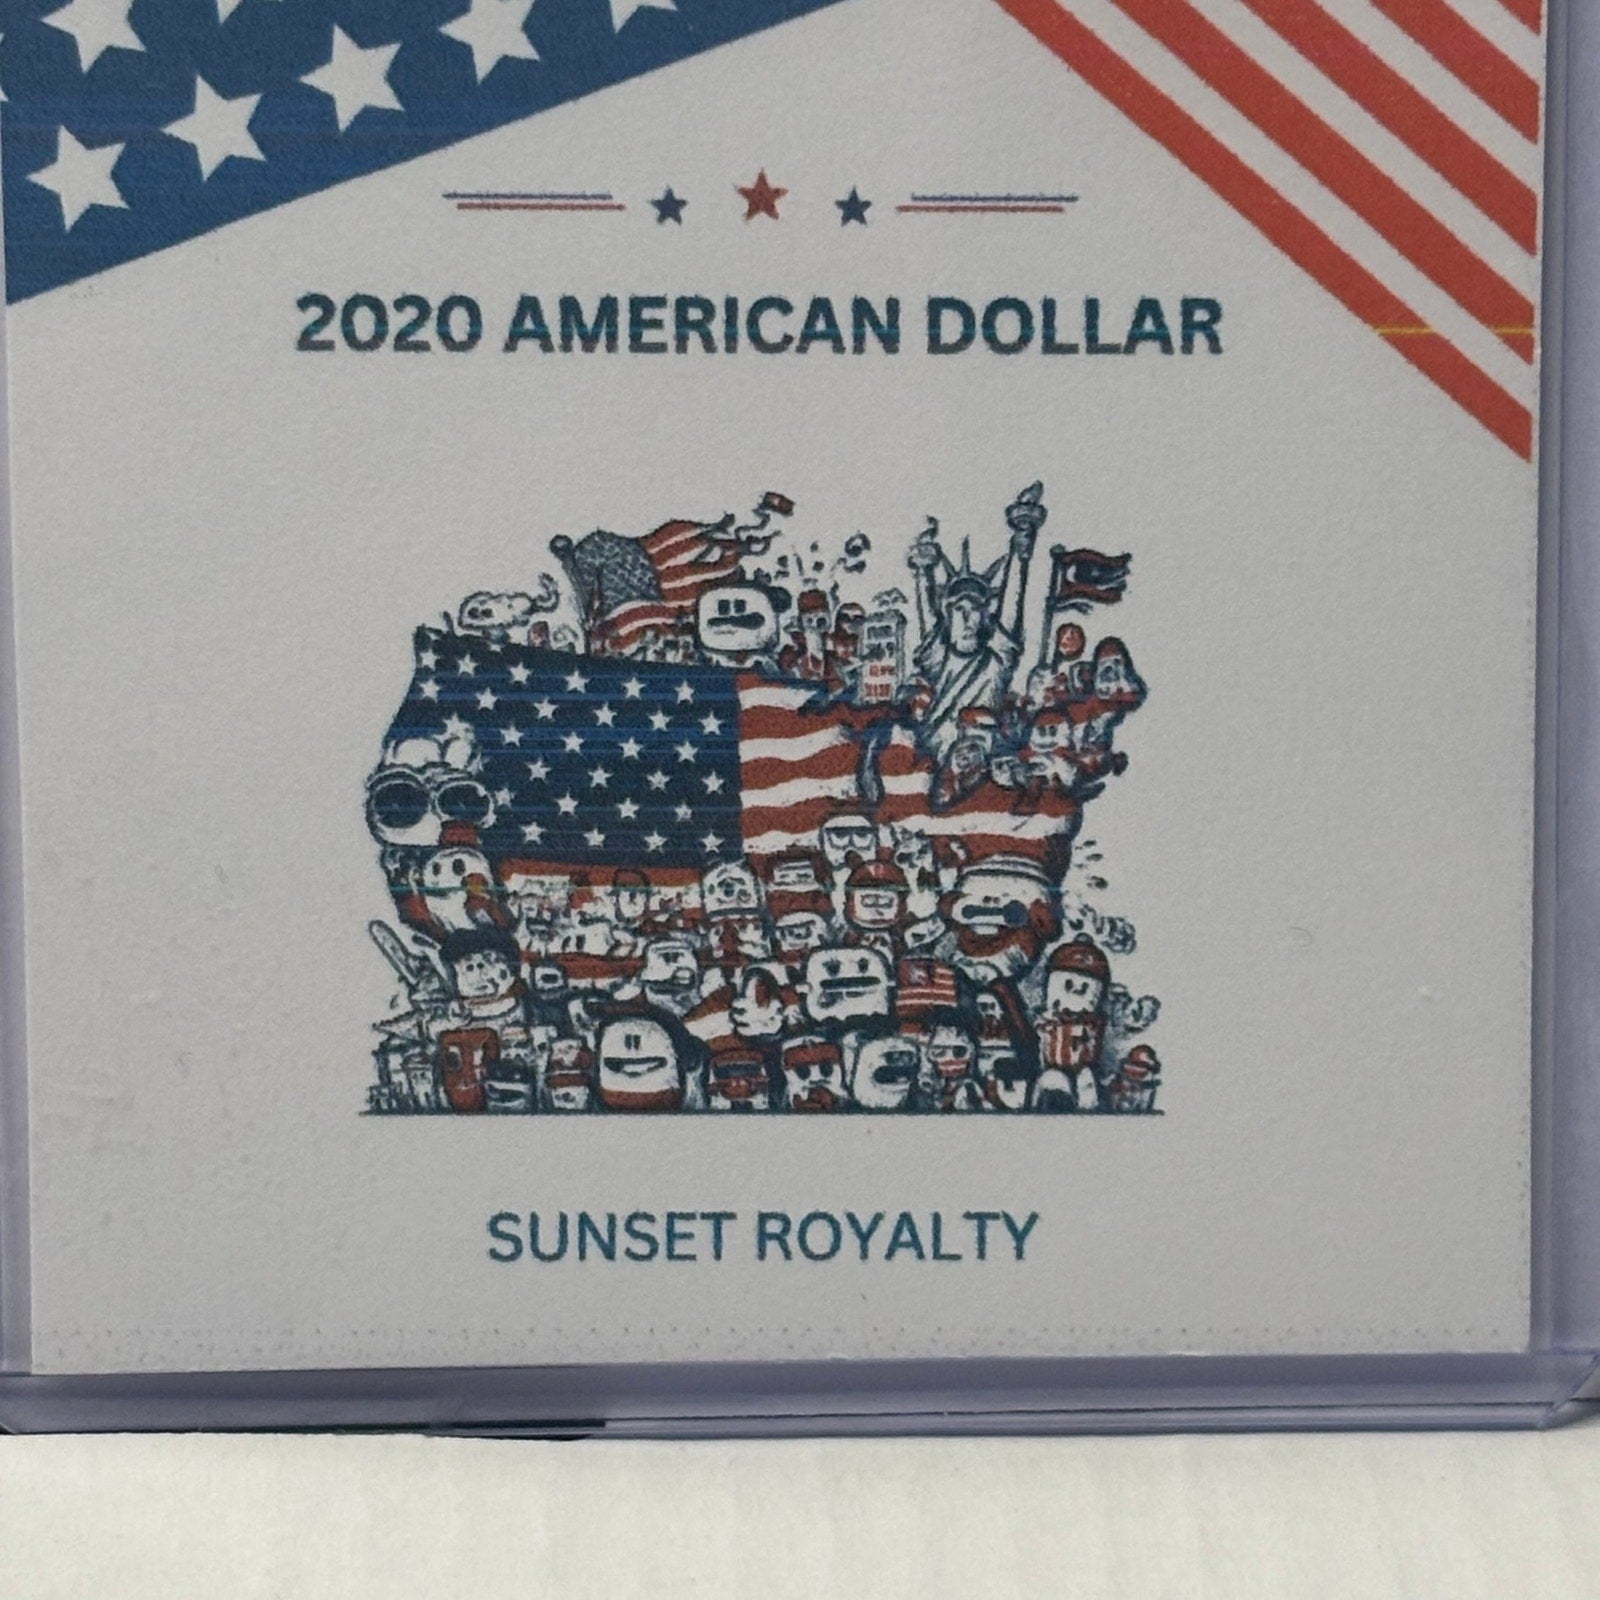 2020 AMERICAN DOLLAR
SUNSET ROYALTY